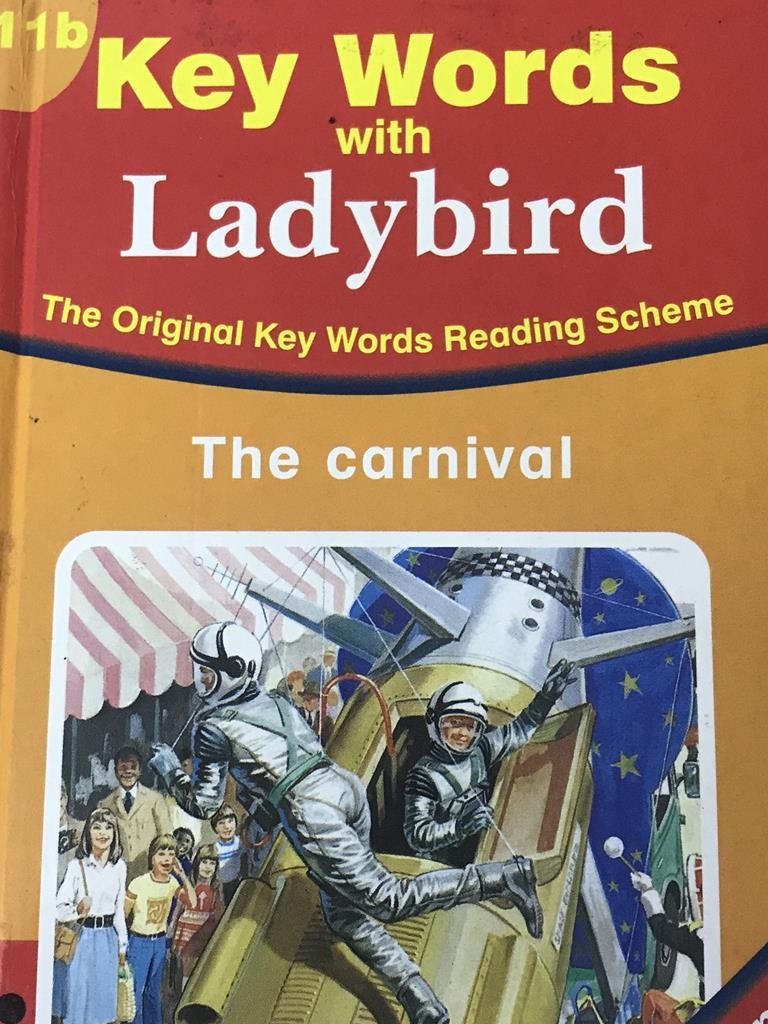 11b
Key Words
with
Ladybird
The Original Key Words Reading Scheme
The carnival